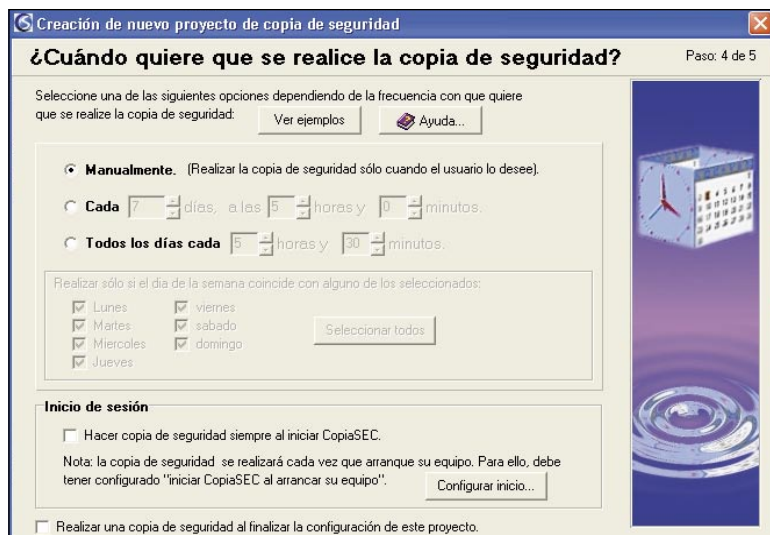 Creación de nuevo proyecto de copia de seguridad
¿Cuándo quiere que se realice la copia de seguridad?
Paso: 4 de 5
Seleccione una de las siguientes opciones dependiendo de la frecuencia con que quiere
que se realize la copia de seguridad:
Ver ejemplos
Ayuda...
Manualmente. (Realizar la copia de seguridad sólo cuando el usuario lo desee).
Cada 7 días, a las 5 horas y 0 minutos.
Todos los días cada 5 horas y 30 minutos.
Realizar sólo si el dia de la semana coincide con alguno de los seleccionados:
Lunes viernes
Martes sabado
Miercoles domingo
Jueves
Seleccionar todos
Inicio de sesión
Hacer copia de seguridad siempre al iniciar CopiaSEC.
Nota: la copia de seguridad se realizará cada vez que arranque su equipo. Para ello, debe
tener configurado "iniciar CopiaSEC al arrancar su equipo".
Configurar inicio...
Realizar una copia de seguridad al finalizar la configuración de este proyecto.